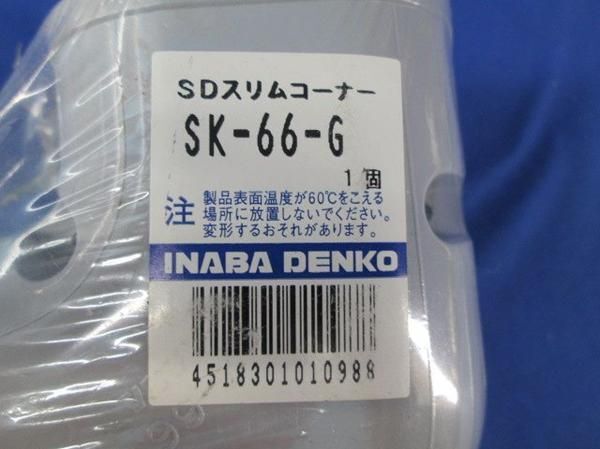 SDスリムコーナー
SK-66-G
1個
注 製品表面温度が60℃をこえる
場所に放置しないでください。
変形するおそれがあります。
INABA DENKO
4518301010988